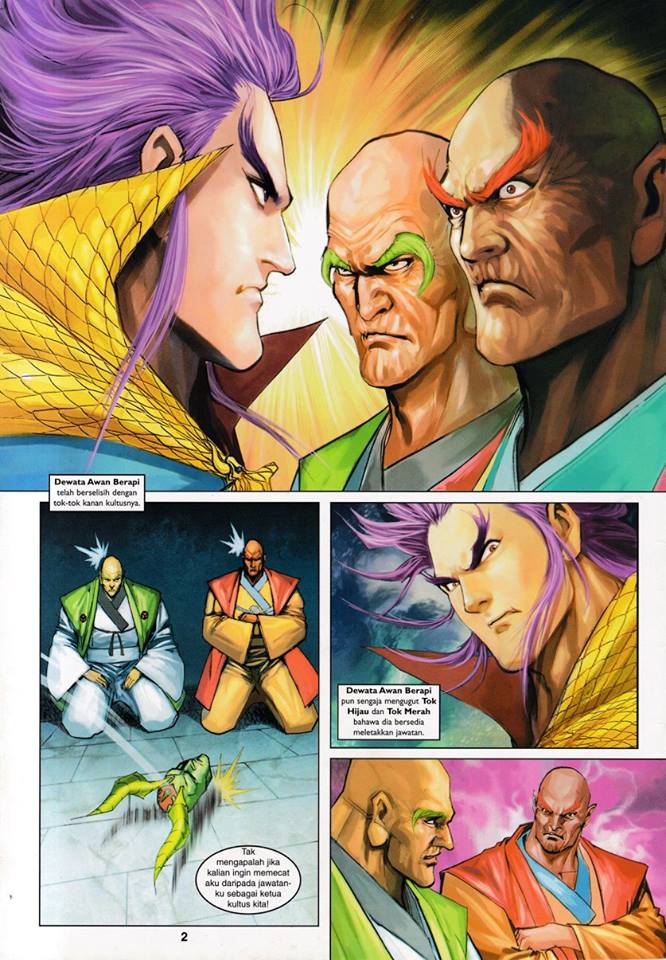 Dewata Awan Berapi
telah berselisih dengan
tok-tok kanan kultusnya.
Dewata Awan Berapi
pun sengaja mengugut Tok
Hijau dan Tok Merah
bahawa dia bersedia
meletakkan jawatan.
Tak
mengapalah jika
kalian ingin memecat
aku daripada jawatan-
ku sebagai ketua
kultus kita!
2